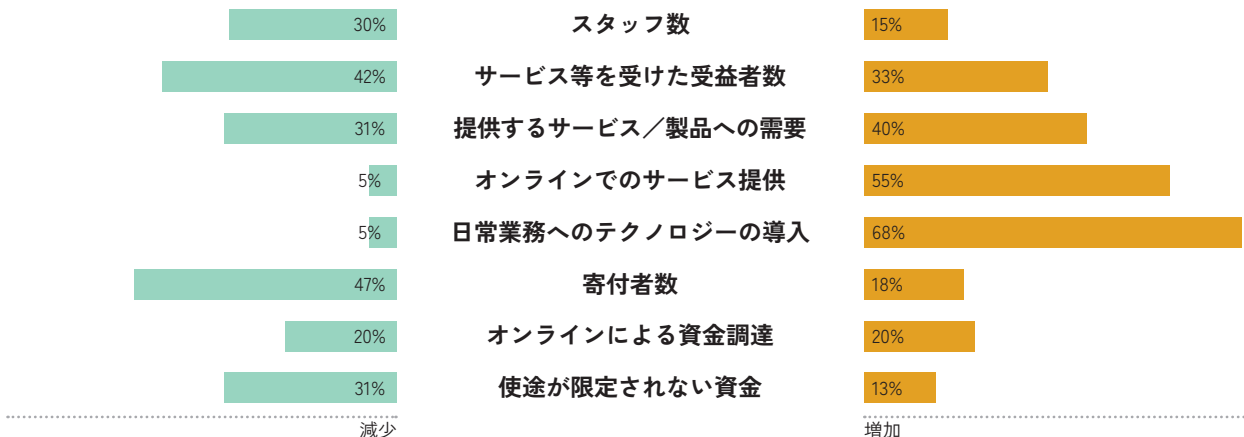 30% スタッフ数 15%
42% サービス等を受けた受益者数 33%
31% 提供するサービス／製品への需要 40%
5% オンラインでのサービス提供 55%
5% 日常業務へのテクノロジーの導入 68%
47% 寄付者数 18%
20% オンラインによる資金調達 20%
31% 使途が限定されない資金 13%
減少 増加